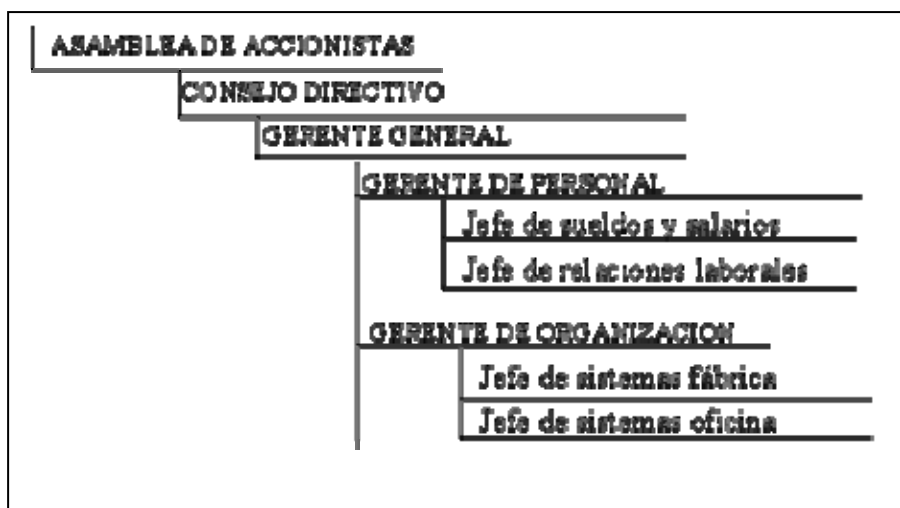 ASAMBLEA DE ACCIONISTAS
CONSEJO DIRECTIVO
GERENTE GENERAL
GERENTE DE PERSONAL
Jefe de sueldos y salarios
Jefe de relaciones laborales
GERENTE DE ORGANIZACION
Jefe de sistemas fábrica
Jefe de sistemas oficina